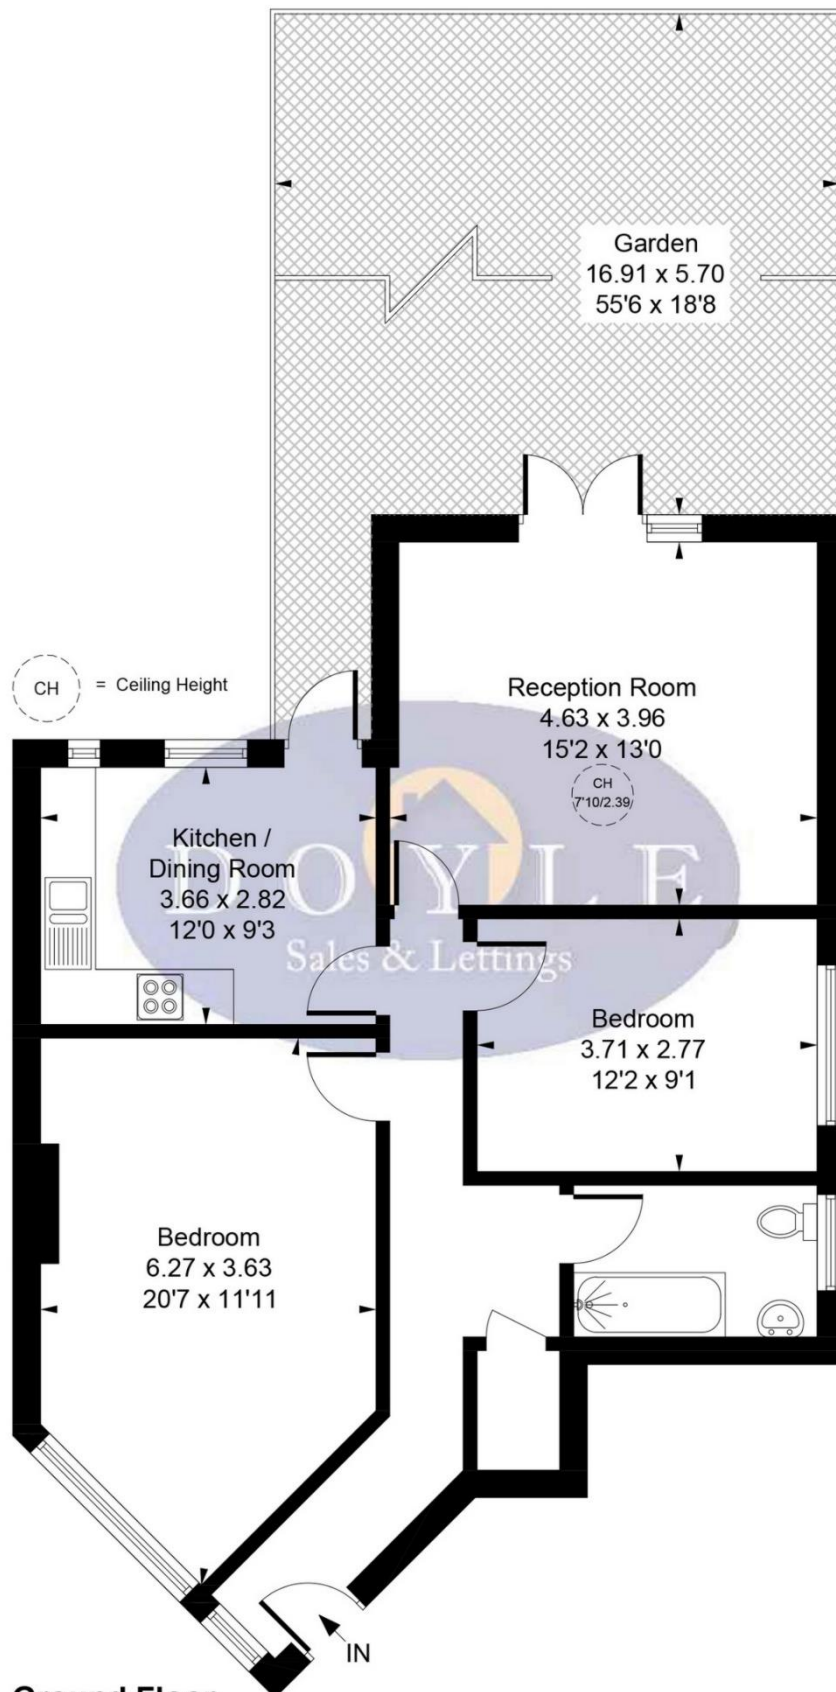 Garden
16.91 x 5.70
55'6 x 18'8
CH = Ceiling Height
Reception Room
4.63 x 3.96
15'2 x 13'0
CH
7'10/2.39
Kitchen /
Dining Room
3.66 x 2.82
12'0 x 9'3
DOYLE
Sales & Lettings
Bedroom
3.71 x 2.77
12'2 x 9'1
Bedroom
6.27 x 3.63
20'7 x 11'11
IN
Ground Floor